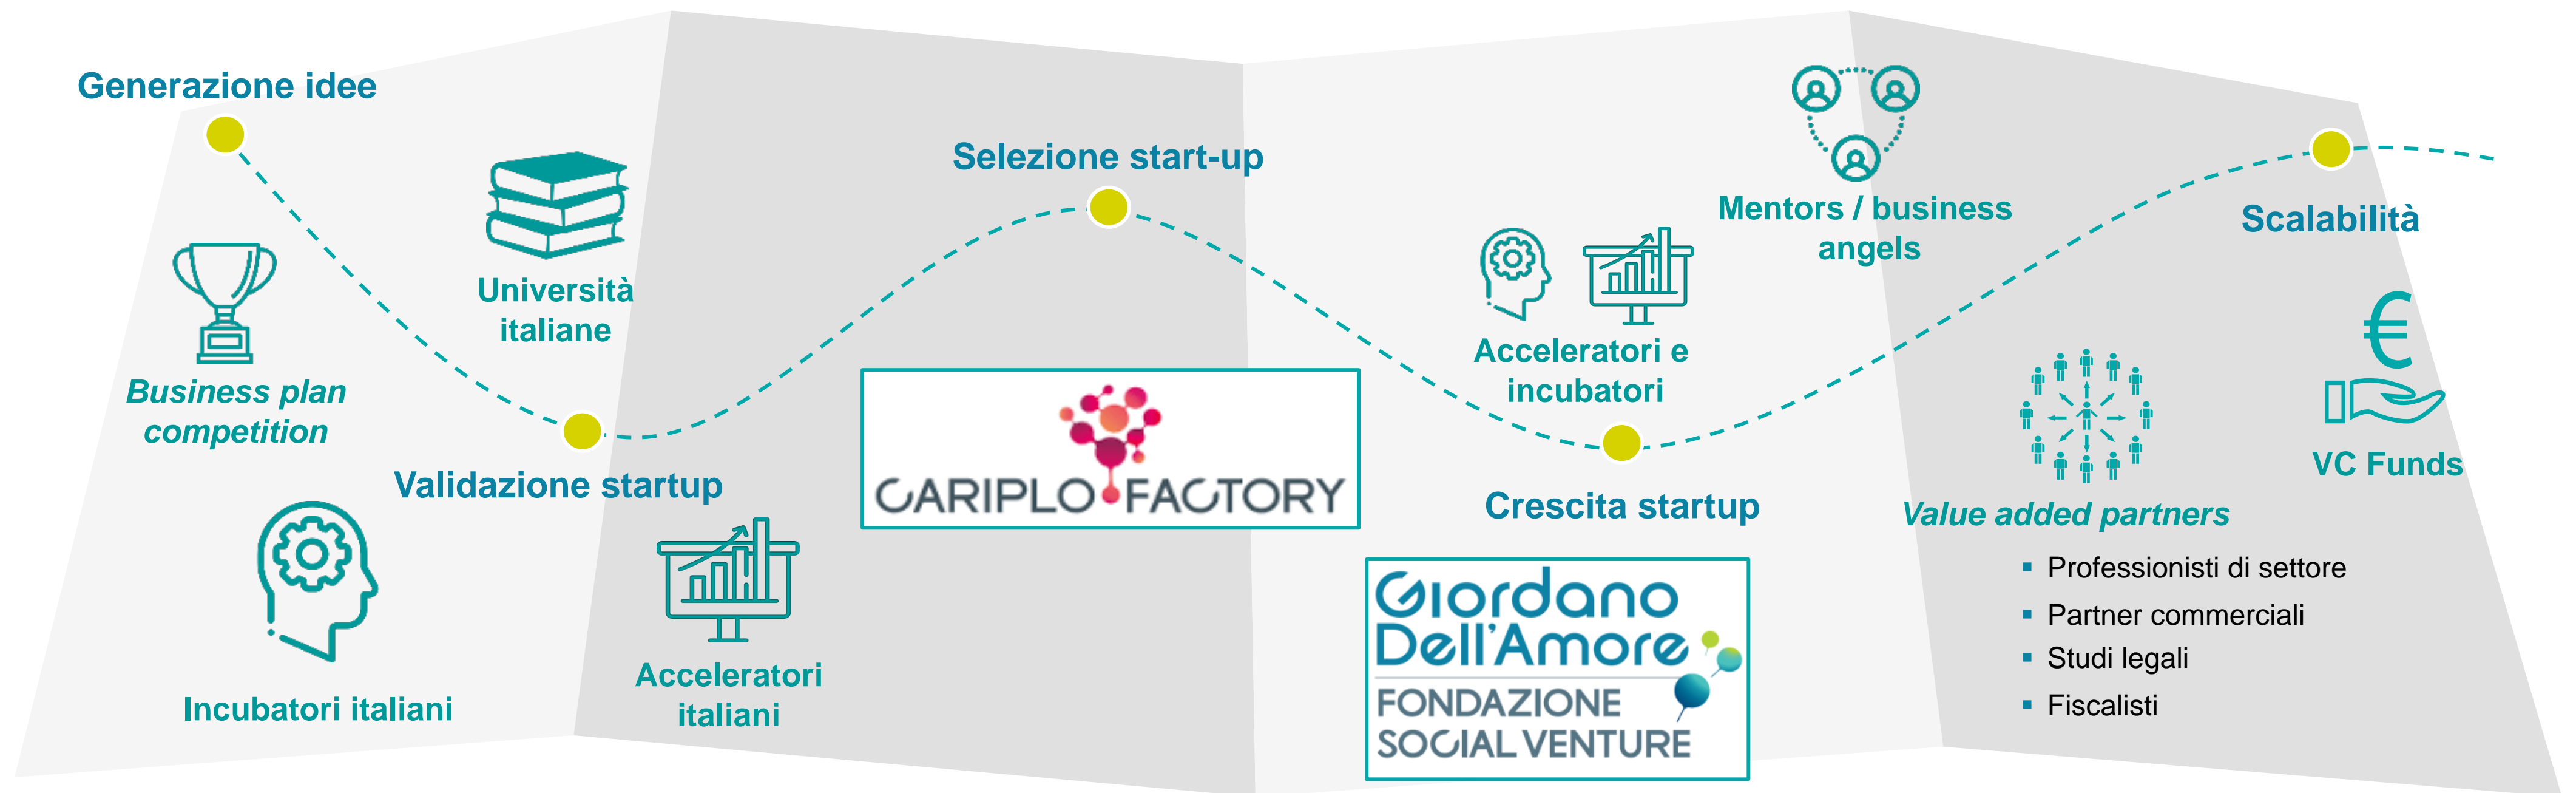 Generazione idee
Business plan
competition
Incubatori italiani
Università
italiane
Validazione startup
Acceleratori
italiani
Selezione start-up
CARIPLO FACTORY
Acceleratori e
incubatori
Crescita startup
Giordano
Dell'Amore
FONDAZIONE
SOCIAL VENTURE
Mentors / business
angels
Value added partners
▪ Professionisti di settore
▪ Partner commerciali
▪ Studi legali
▪ Fiscalisti
Scalabilità
€
VC Funds